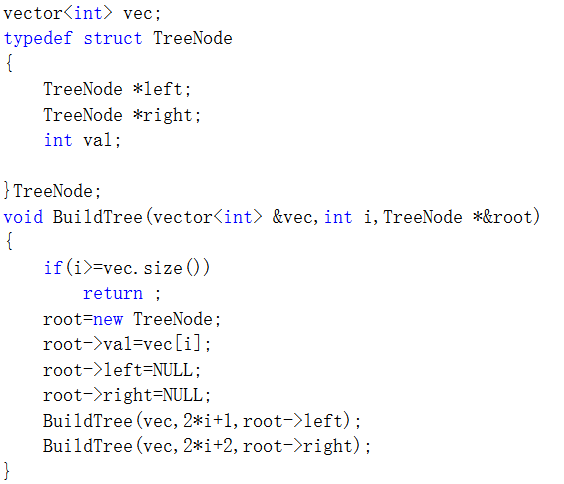 vector<int> vec;
typedef struct TreeNode
{
    TreeNode *left;
    TreeNode *right;
    int val;

}TreeNode;
void BuildTree(vector<int> &vec,int i,TreeNode *&root)
{
    if(i>=vec.size())
        return ;
    root=new TreeNode;
    root->val=vec[i];
    root->left=NULL;
    root->right=NULL;
    BuildTree(vec,2*i+1,root->left);
    BuildTree(vec,2*i+2,root->right);
}